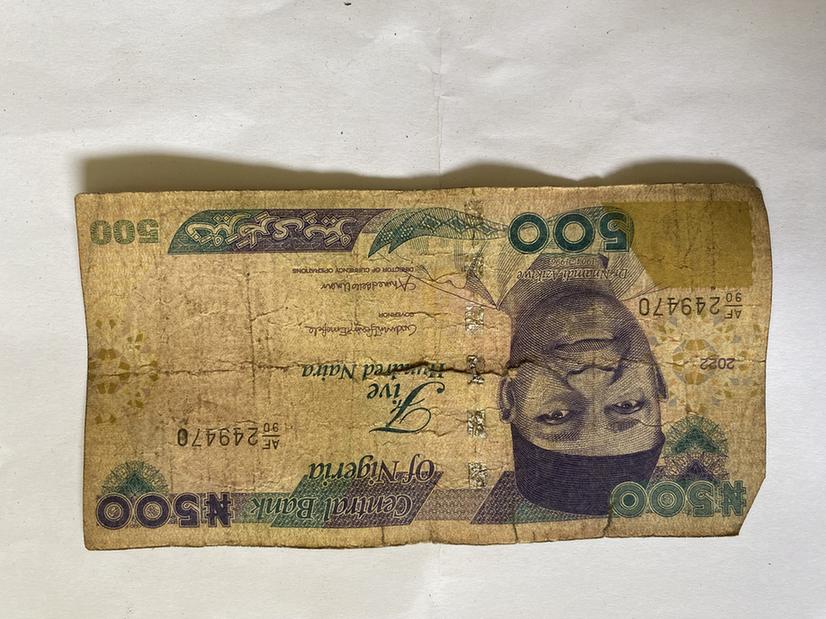 ₦500
Central Bank
Of Nigeria
₦500
AF
90 249470
Five
Hundred Naira
2022
GOVERNOR
AF
90 249470
DIRECTOR OF CURRENCY OPERATIONS
Dr Nnamdi Azikiwe
500
500